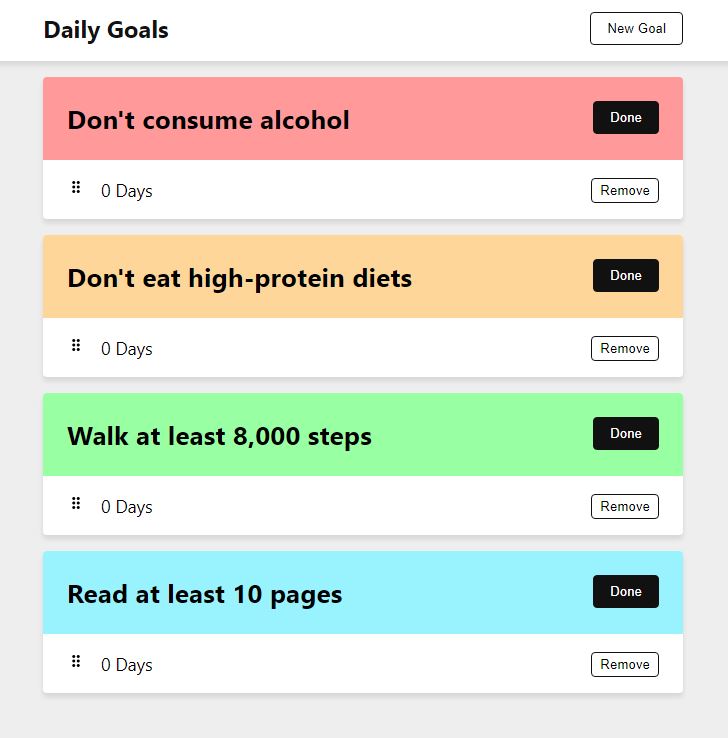 Daily Goals
New Goal
Don't consume alcohol
Done
0 Days
Remove
Don't eat high-protein diets
Done
0 Days
Remove
Walk at least 8,000 steps
Done
0 Days
Remove
Read at least 10 pages
Done
0 Days
Remove